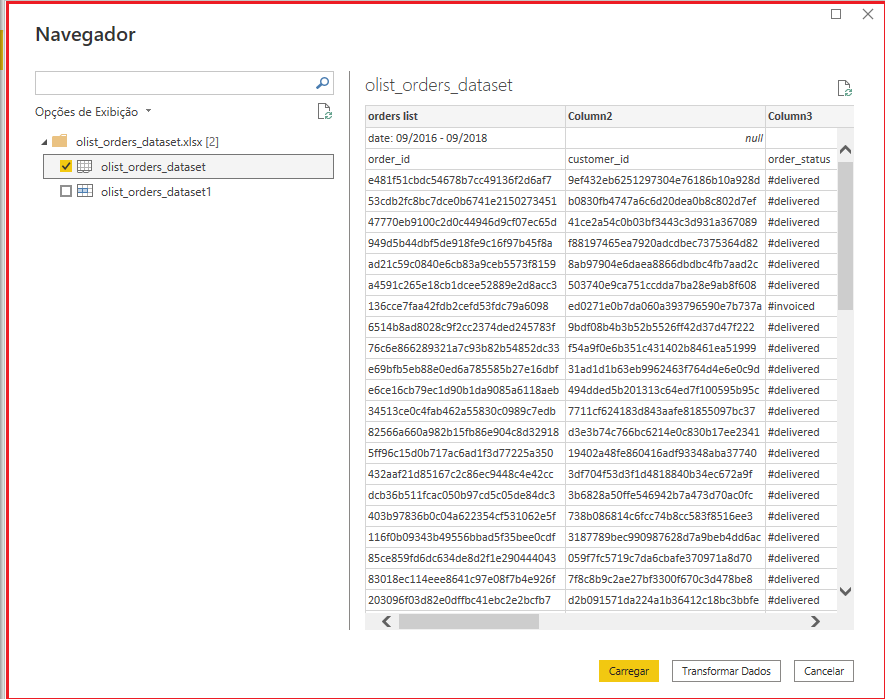 Navegador
Opções de Exibição
olist_orders_dataset.xlsx [2]
olist_orders_dataset
olist_orders_dataset1
olist_orders_dataset
orders list Column2 Column3
date: 09/2016 - 09/2018 null
order_id customer_id order_status
e481f51cbdc54678b7cc49136f2d6af7 9ef432eb6251297304e76186b10a928d #delivered
53cdb2fc8bc7dce0b6741e2150273451 b0830fb4747a6c6d20dea0b8c802d7ef #delivered
47770eb9100c2d0c44946d9cf07ec65d 41ce2a54c0b03bf3443c3d931a367089 #delivered
949d5b44dbf5de918fe9c16f97b45f8a f88197465ea7920adcdbec7375364d82 #delivered
ad21c59c0840e6cb83a9ceb5573f8159 8ab97904e6daea8866dbdbc4fb7aad2c #delivered
a4591c265e18cb1dcee52889e2d8acc3 503740e9ca751ccdda7ba28e9ab8f608 #delivered
136cce7faa42fdb2cefd53fdc79a6098 ed0271e0b7da060a393796590e7b737a #invoiced
6514b8ad8028c9f2cc2374ded245783f 9bdf08b4b3b52b5526ff42d37d47f222 #delivered
76c6e866289321a7c93b82b54852dc33 f54a9f0e6b351c431402b8461ea51999 #delivered
e69bfb5eb88e0ed6a785585b27e16dbf 31ad1d1b63eb9962463f764d4e6e0c9d #delivered
e6ce16cb79ec1d90b1da9085a6118aeb 494dded5b201313c64ed7f100595b95c #delivered
34513ce0c4fab462a55830c0989c7edb 7711cf624183d843aafe81855097bc37 #delivered
82566a660a982b15fb86e904c8d32918 d3e3b74c766bc6214e0c830b17ee2341 #delivered
5ff96c15d0b717ac6ad1f3d77225a350 19402a48fe860416adf93348aba37740 #delivered
432aaf21d85167c2c86ec9448c4e42cc 3df704f53d3f1d4818840b34ec672a9f #delivered
dcb36b511fcac050b97cd5c05de84dc3 3b6828a50ffe546942b7a473d70ac0fc #delivered
403b97836b0c04a622354cf531062e5f 738b086814c6fcc74b8cc583f8516ee3 #delivered
116f0b09343b49556bbad5f35bee0cdf 3187789bec990987628d7a9beb4dd6ac #delivered
85ce859fd6dc634de8d2f1e290444043 059f7fc5719c7da6cbafe370971a8d70 #delivered
83018ec114eee8641c97e08f7b4e926f 7f8c8b9c2ae27bf3300f670c3d478be8 #delivered
203096f03d82e0dffbc41ebc2e2bcfb7 d2b091571da224a1b36412c18bc3bbfe #delivered
Carregar Transformar Dados Cancelar